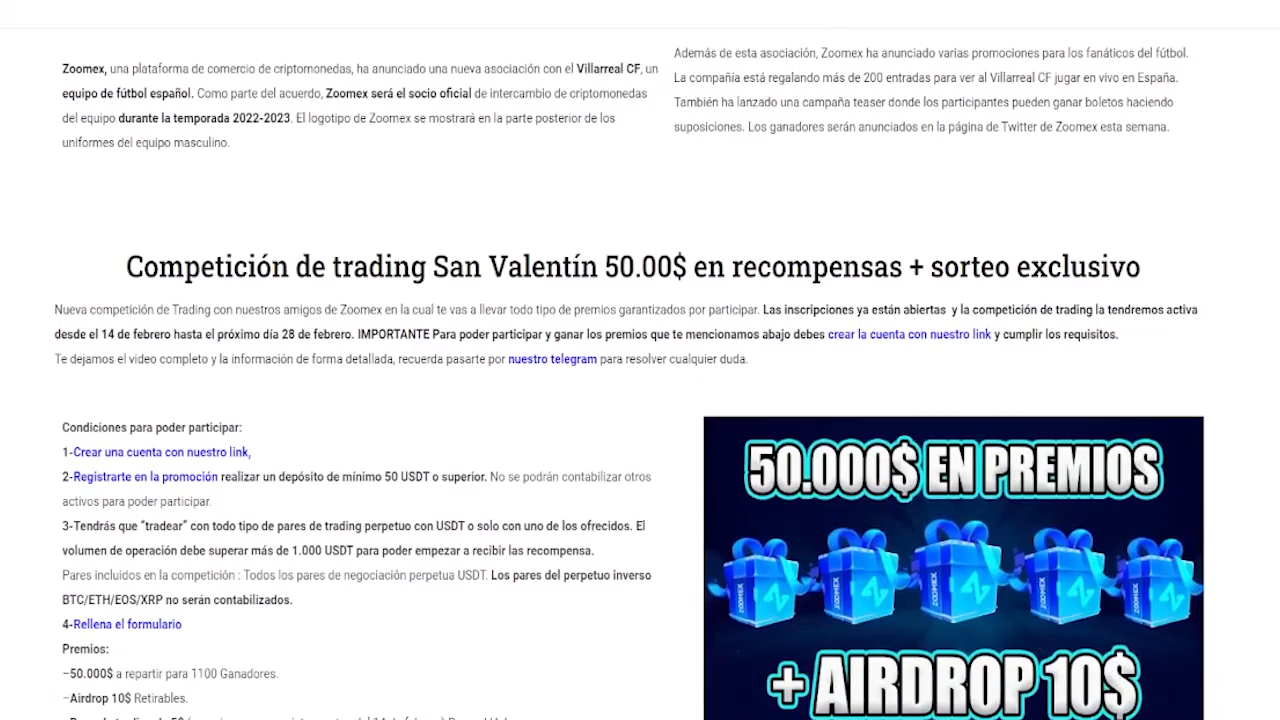 Zoomex, una plataforma de comercio de criptomonedas, ha anunciado una nueva asociación con el Villarreal CF, un
equipo de fútbol español. Como parte del acuerdo, Zoomex será el socio oficial de intercambio de criptomonedas
del equipo durante la temporada 2022-2023. El logotipo de Zoomex se mostrará en la parte posterior de los
uniformes del equipo masculino.
Además de esta asociación, Zoomex ha anunciado varias promociones para los fanáticos del fútbol.
La compañía está regalando más de 200 entradas para ver al Villarreal CF jugar en vivo en España.
También ha lanzado una campaña teaser donde los participantes pueden ganar boletos haciendo
suposiciones. Los ganadores serán anunciados en la página de Twitter de Zoomex esta semana.
Competición de trading San Valentín 50.00$ en recompensas + sorteo exclusivo
Nueva competición de Trading con nuestros amigos de Zoomex en la cual te vas a llevar todo tipo de premios garantizados por participar. Las inscripciones ya están abiertas y la competición de trading la tendremos activa
desde el 14 de febrero hasta el próximo día 28 de febrero. IMPORTANTE Para poder participar y ganar los premios que te mencionamos abajo debes crear la cuenta con nuestro link y cumplir los requisitos.
Te dejamos el video completo y la información de forma detallada, recuerda pasarte por nuestro telegram para resolver cualquier duda.
Condiciones para poder participar:
1-Crear una cuenta con nuestro link,
2-Registrarte en la promoción realizar un depósito de mínimo 50 USDT o superior. No se podrán contabilizar otros
activos para poder participar.
3-Tendrás que “tradear” con todo tipo de pares de trading perpetuo con USDT o solo con uno de los ofrecidos. El
volumen de operación debe superar más de 1.000 USDT para poder empezar a recibir las recompensa.
Pares incluidos en la competición : Todos los pares de negociación perpetua USDT. Los pares del perpetuo inverso
BTC/ETH/EOS/XRP no serán contabilizados.
4-Rellena el formulario
Premios:
–50.000$ a repartir para 1100 Ganadores.
–Airdrop 10$ Retirables.
50.000$ EN PREMIOS
ZOOMEX
ZOOMEX
ZOOMEX
ZOOMEX
ZOOMEX
+ AIRDROP 10$